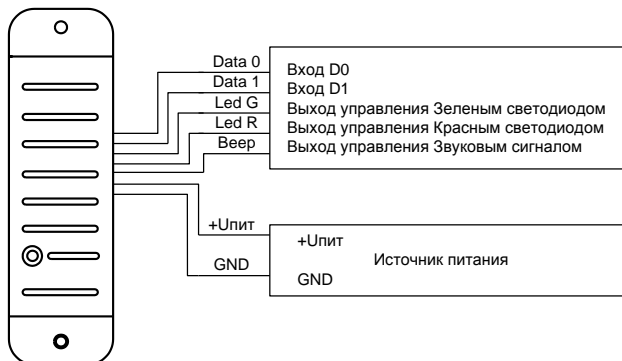 Data 0
Data 1
Led G
Led R
Beep
Вход D0
Вход D1
Выход управления Зеленым светодиодом
Выход управления Красным светодиодом
Выход управления Звуковым сигналом
+Uпит
GND
+Uпит
Источник питания
GND